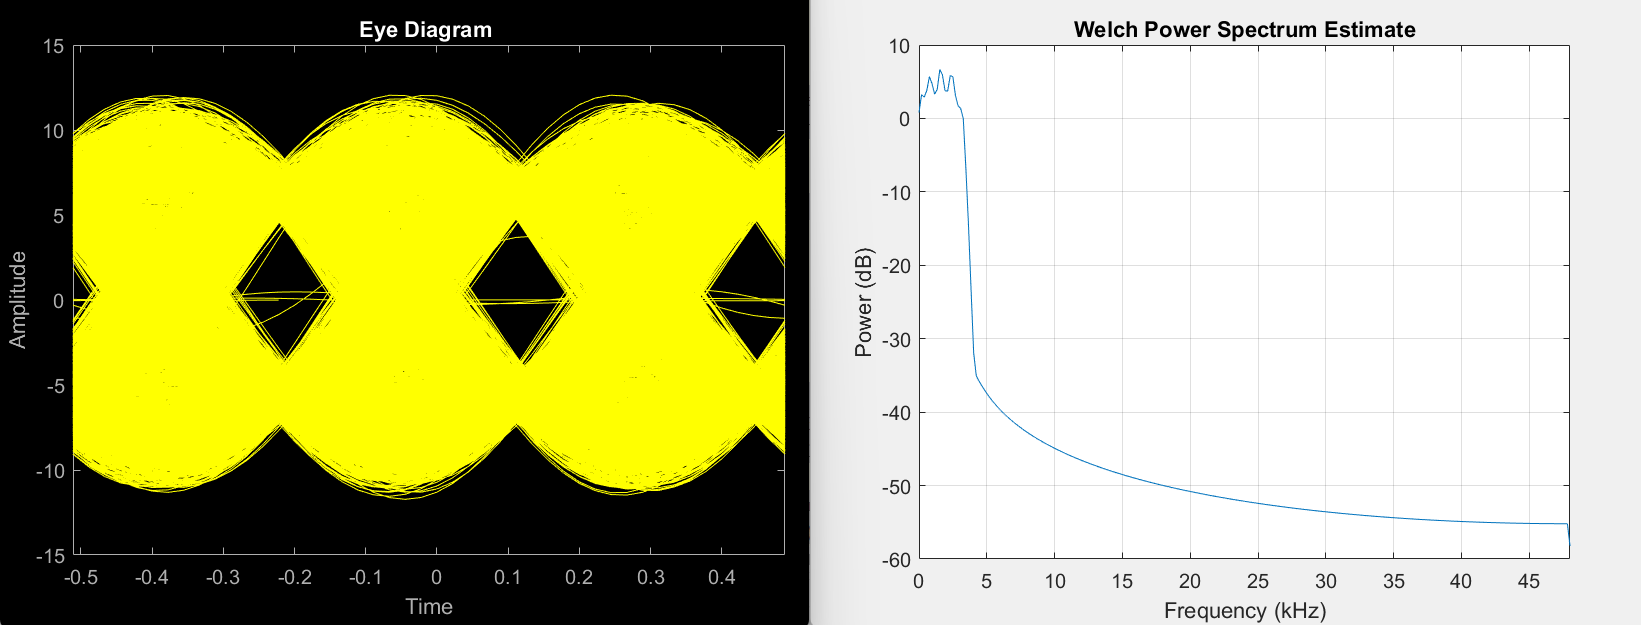 Eye Diagram
15
10
5
0
-5
-10
-15
Amplitude
-0.5 -0.4 -0.3 -0.2 -0.1 0 0.1 0.2 0.3 0.4
Time
Welch Power Spectrum Estimate
10
0
-10
-20
-30
-40
-50
-60
Power (dB)
0 5 10 15 20 25 30 35 40 45
Frequency (kHz)